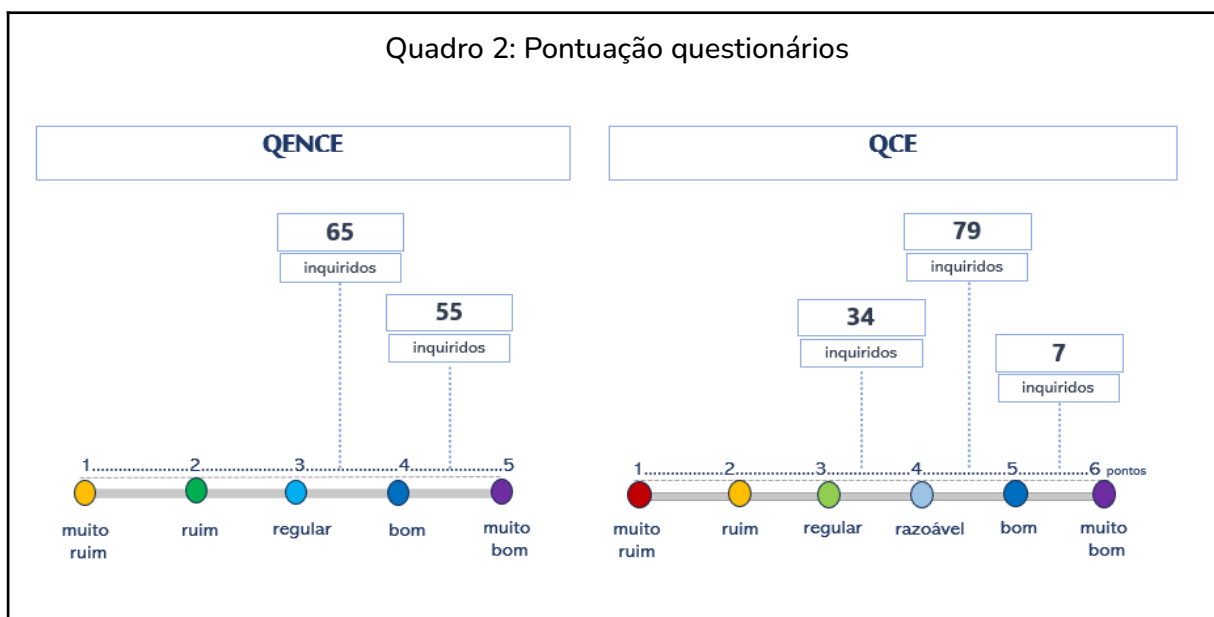 Quadro 2: Pontuação questionários
QENCE
65
inquiridos
55
inquiridos
1.....................2..................3..................4..................5
muito
ruim
ruim
regular
bom
muito
bom
QCE
79
inquiridos
34
inquiridos
7
inquiridos
1................2...............3................4................5.............6 pontos
muito
ruim
ruim
regular
razoável
bom
muito
bom